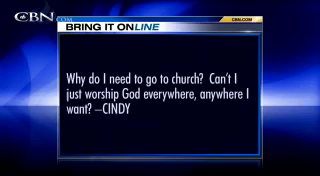 CBN.COM
CBN.COM
BRING IT ONLINE
Why do I need to go to church? Can't I
just worship God everywhere, anywhere I
want? –CINDY